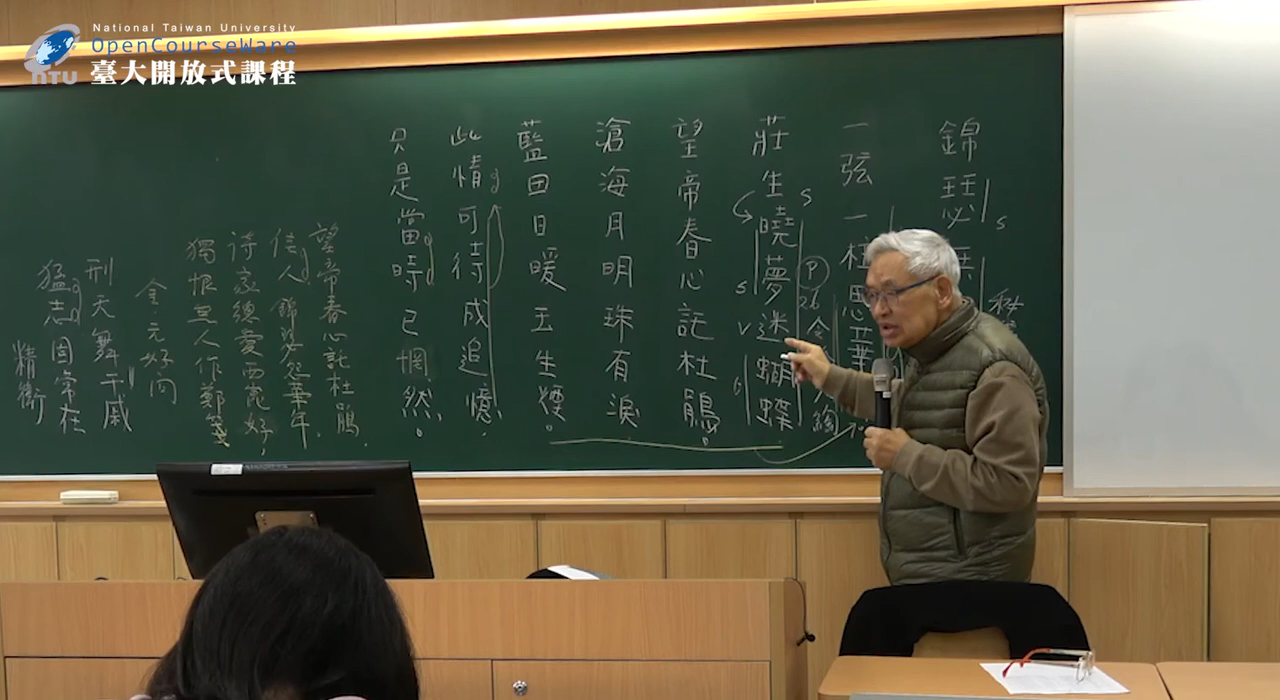 National Taiwan University
OpenCourseWare
NTU
臺大開放式課程
錦瑟
s
一弦一柱思華
莊生曉夢迷蝴蝶
s
s
v
P
26
望帝春心託杜鵑。
滄海月明珠有淚,
藍田日暖玉生煙。
此情可待成追憶,
只是當時已惘然。
望帝春心託杜鵑,
佳人錦瑟怨華年。
詩家總愛西崑好,
獨恨無人作鄭箋
金.元好問
刑天舞干戚
猛志固常在
精衛